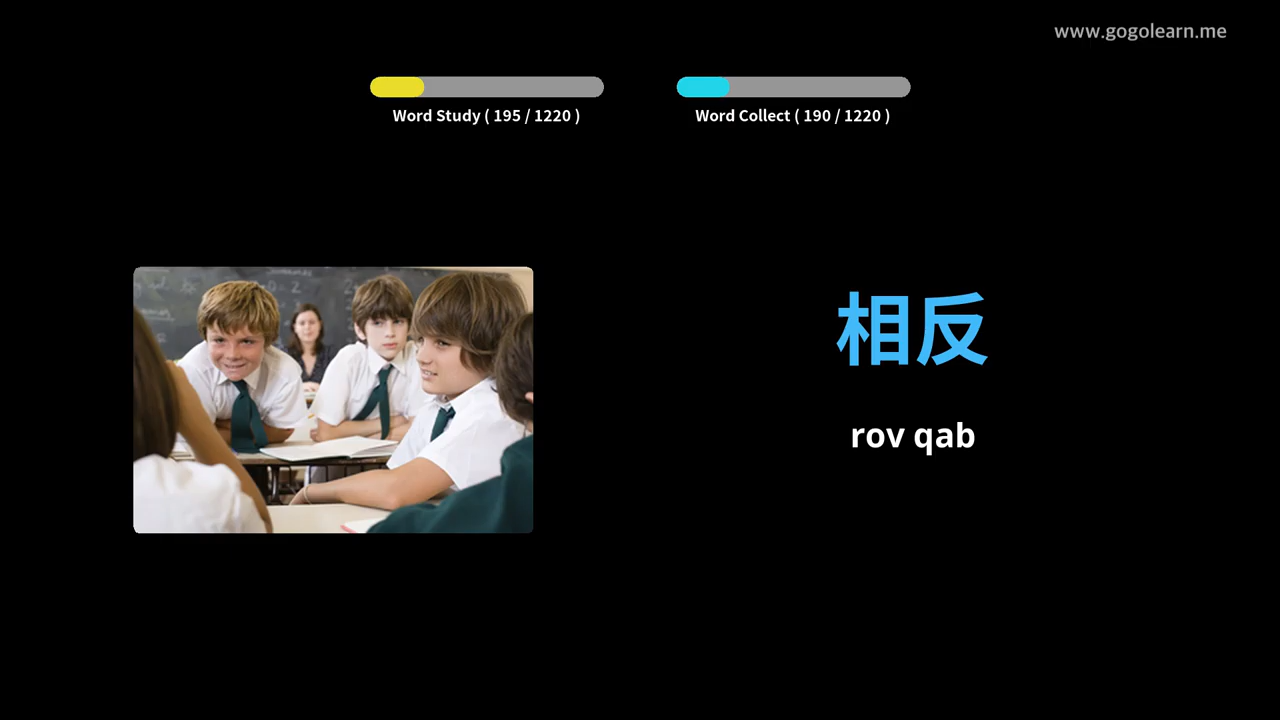 www.gogolearn.me
Word Study ( 195 / 1220 )
Word Collect ( 190 / 1220 )
相反
rov qab